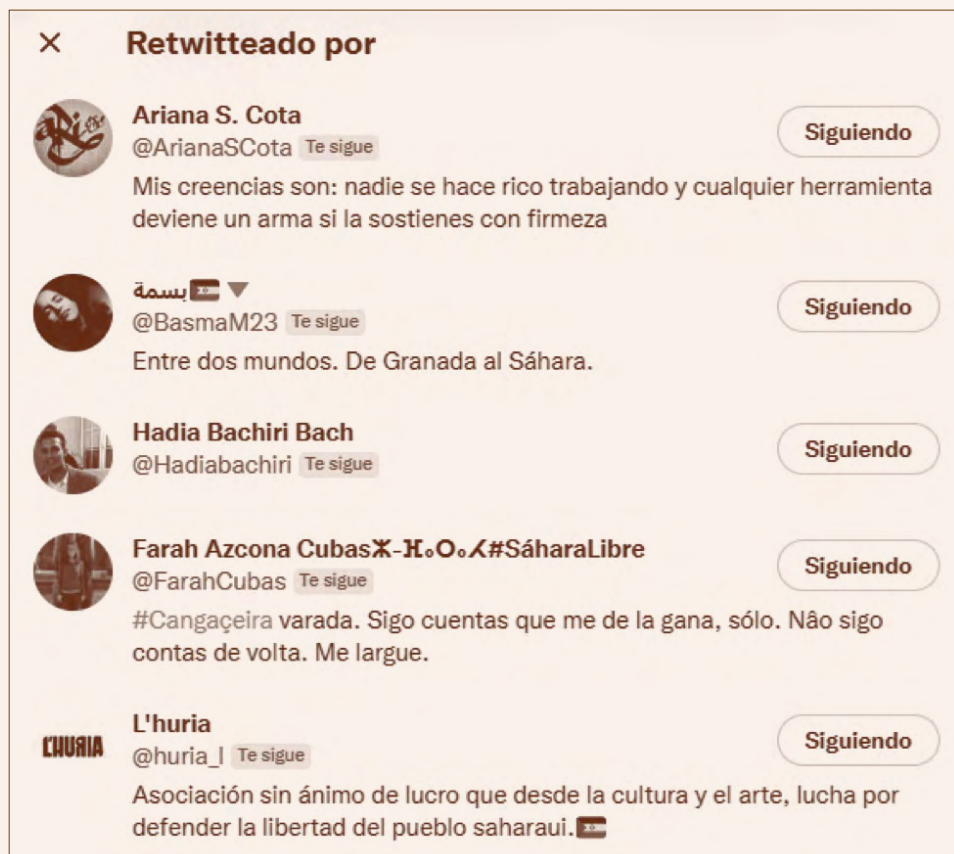 Retwitteado por
Ariana S. Cota
@ArianaSCota Te sigue
Siguiendo
Mis creencias son: nadie se hace rico trabajando y cualquier herramienta
deviene un arma si la sostienes con firmeza
بسمة🇪🇭🔻
@BasmaM23 Te sigue
Siguiendo
Entre dos mundos. De Granada al Sáhara.
Hadia Bachiri Bach
@Hadiabachiri Te sigue
Siguiendo
Farah Azcona Cubasⵣ-ⴼⴰⵔⴰⵃ#SáharaLibre
@FarahCubas Te sigue
Siguiendo
#Cangaçeira varada. Sigo cuentas que me de la gana, sólo. Nâo sigo
contas de volta. Me largue.
L'HURIA
L'huria
@huria_l Te sigue
Siguiendo
Asociación sin ánimo de lucro que desde la cultura y el arte, lucha por
defender la libertad del pueblo saharaui.🇪🇭